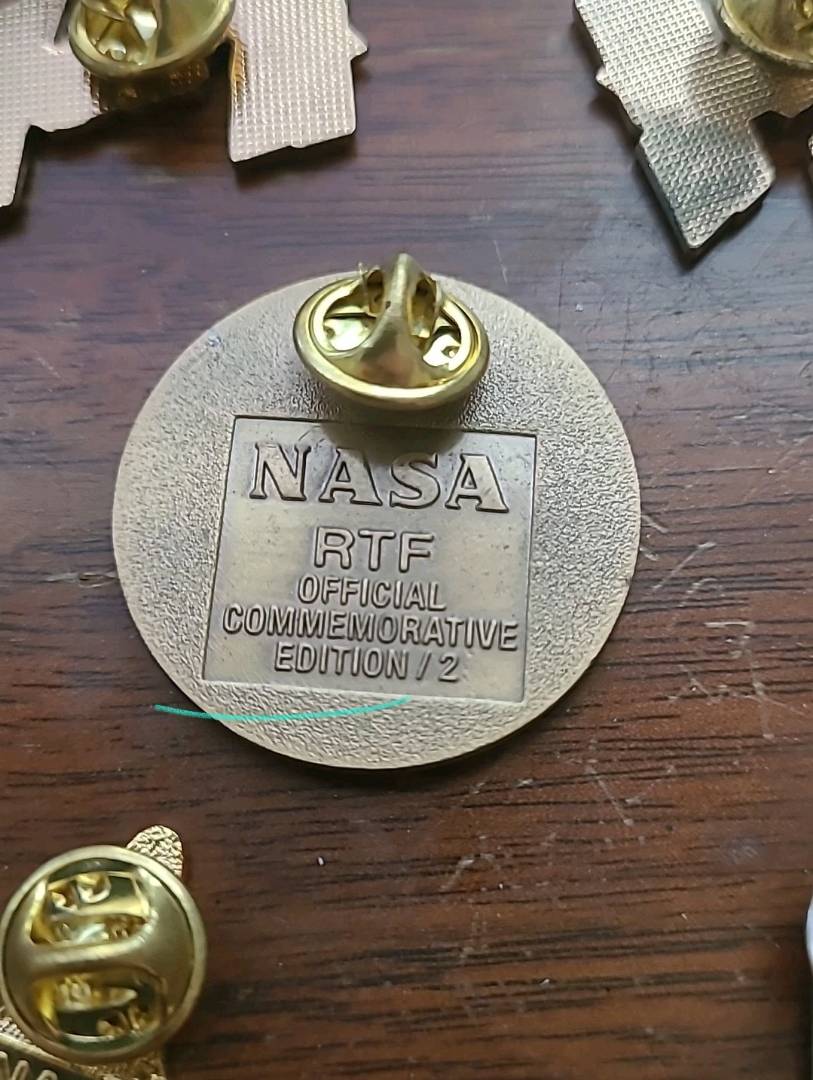 NASA
RTF
OFFICIAL
COMMEMORATIVE
EDITION / 2